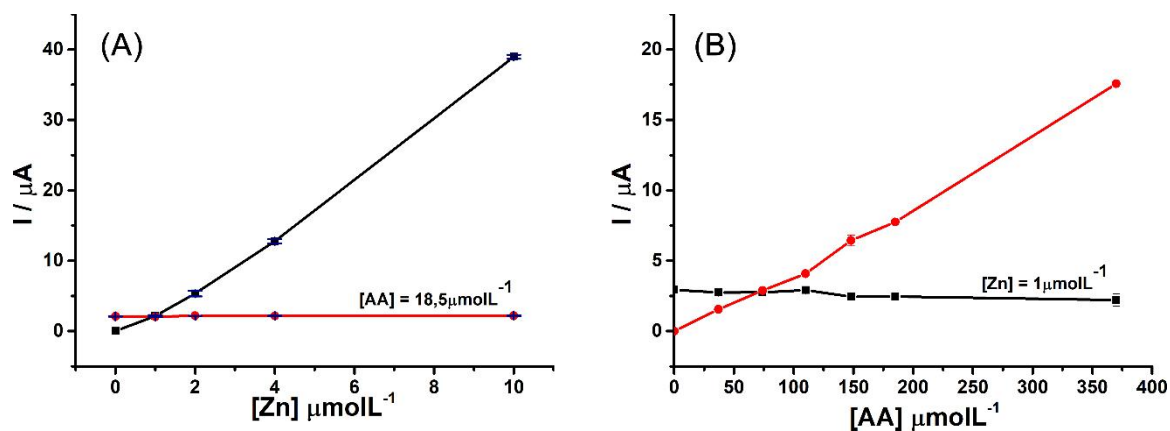 (A)
40
30
20
10
0
I / μA
[AA] = 18,5μmolL⁻¹
0 2 4 6 8 10
[Zn] μmolL⁻¹
(B)
20
15
10
5
0
I / μA
[Zn] = 1μmolL⁻¹
0 50 100 150 200 250 300 350 400
[AA] μmolL⁻¹